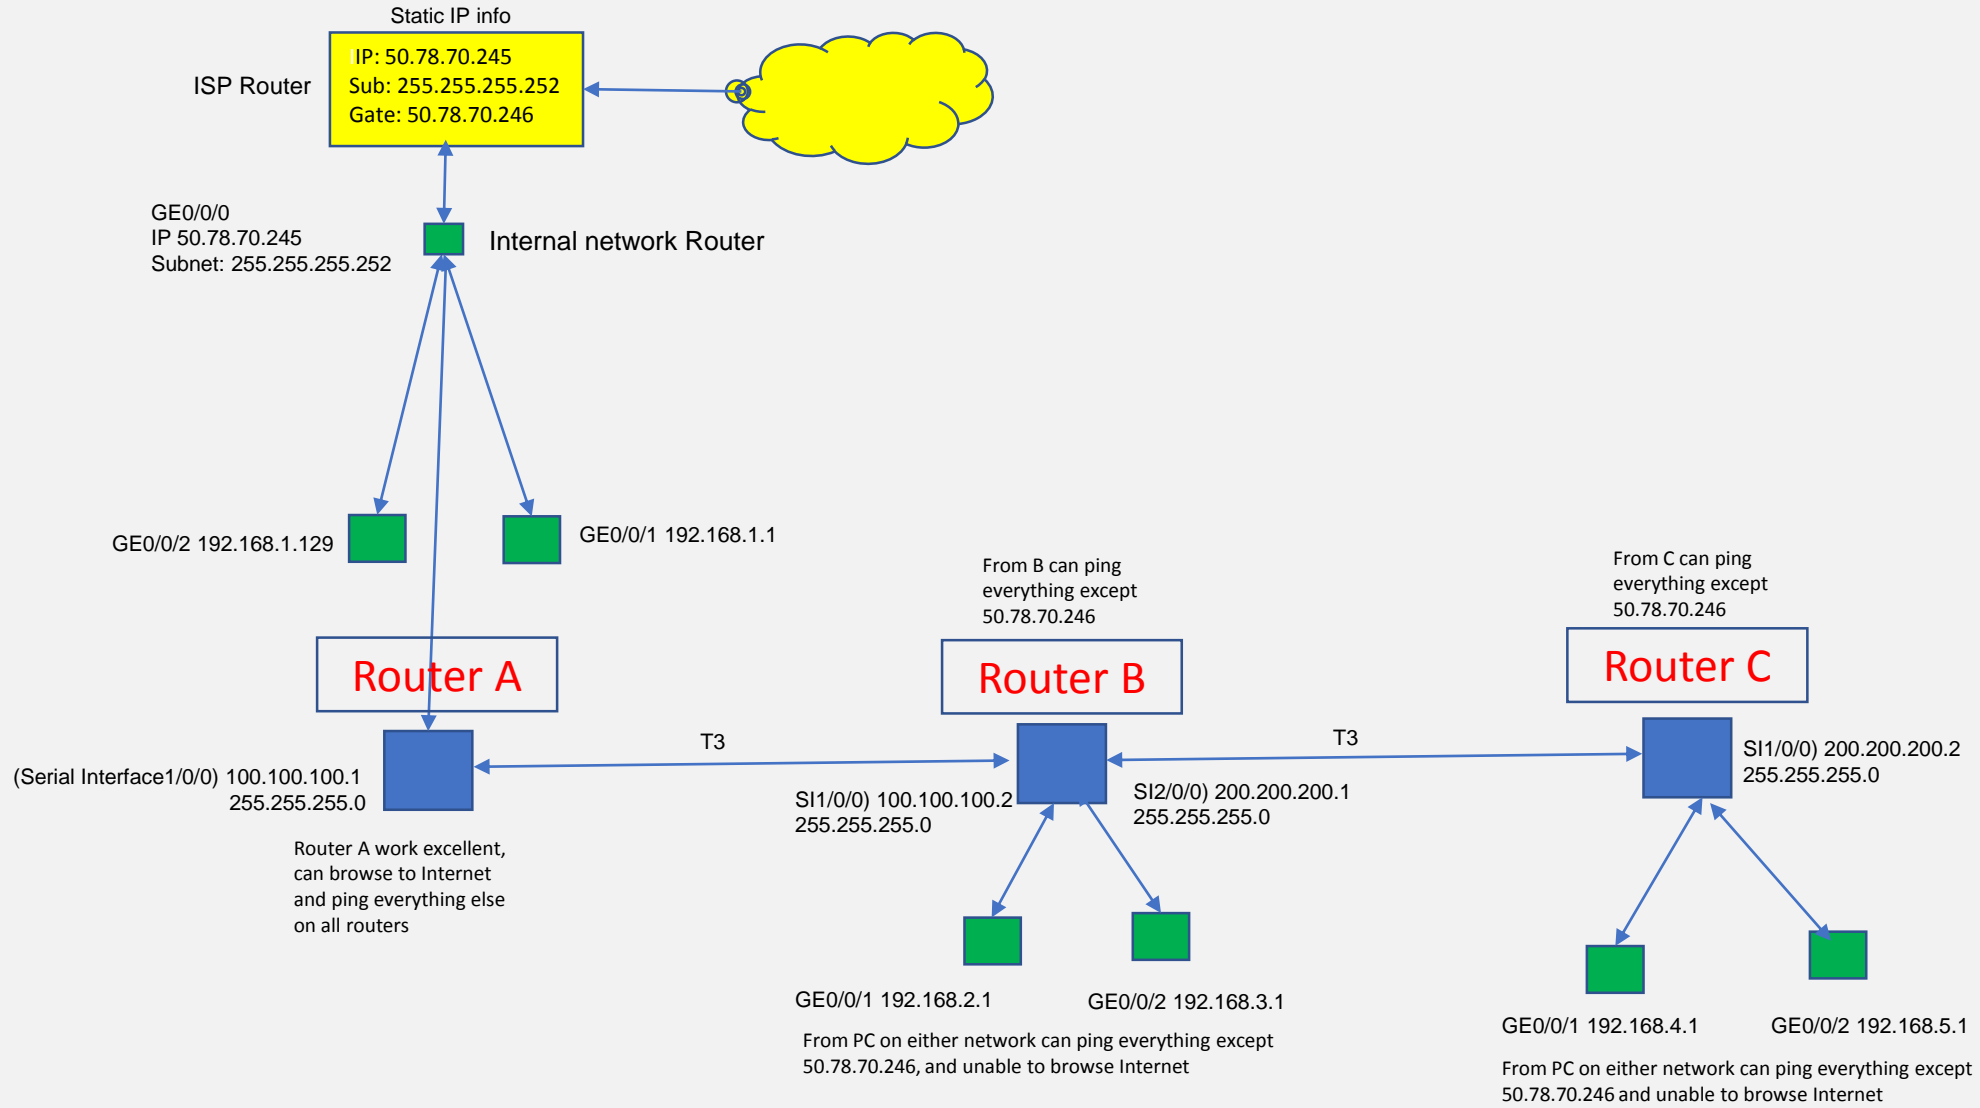 Static IP info
IP: 50.78.70.245
Sub: 255.255.255.252
Gate: 50.78.70.246
ISP Router
GE0/0/0
IP 50.78.70.245
Subnet: 255.255.255.252
Internal network Router
GE0/0/2 192.168.1.129
GE0/0/1 192.168.1.1
From B can ping
everything except
50.78.70.246
From C can ping
everything except
50.78.70.246
Router A
Router B
Router C
T3
T3
(Serial Interface1/0/0) 100.100.100.1
255.255.255.0
SI1/0/0) 100.100.100.2
255.255.255.0
SI2/0/0) 200.200.200.1
255.255.255.0
SI1/0/0) 200.200.200.2
255.255.255.0
Router A work excellent,
can browse to Internet
and ping everything else
on all routers
GE0/0/1 192.168.2.1
GE0/0/2 192.168.3.1
From PC on either network can ping everything except
50.78.70.246, and unable to browse Internet
GE0/0/1 192.168.4.1
GE0/0/2 192.168.5.1
From PC on either network can ping everything except
50.78.70.246 and unable to browse Internet